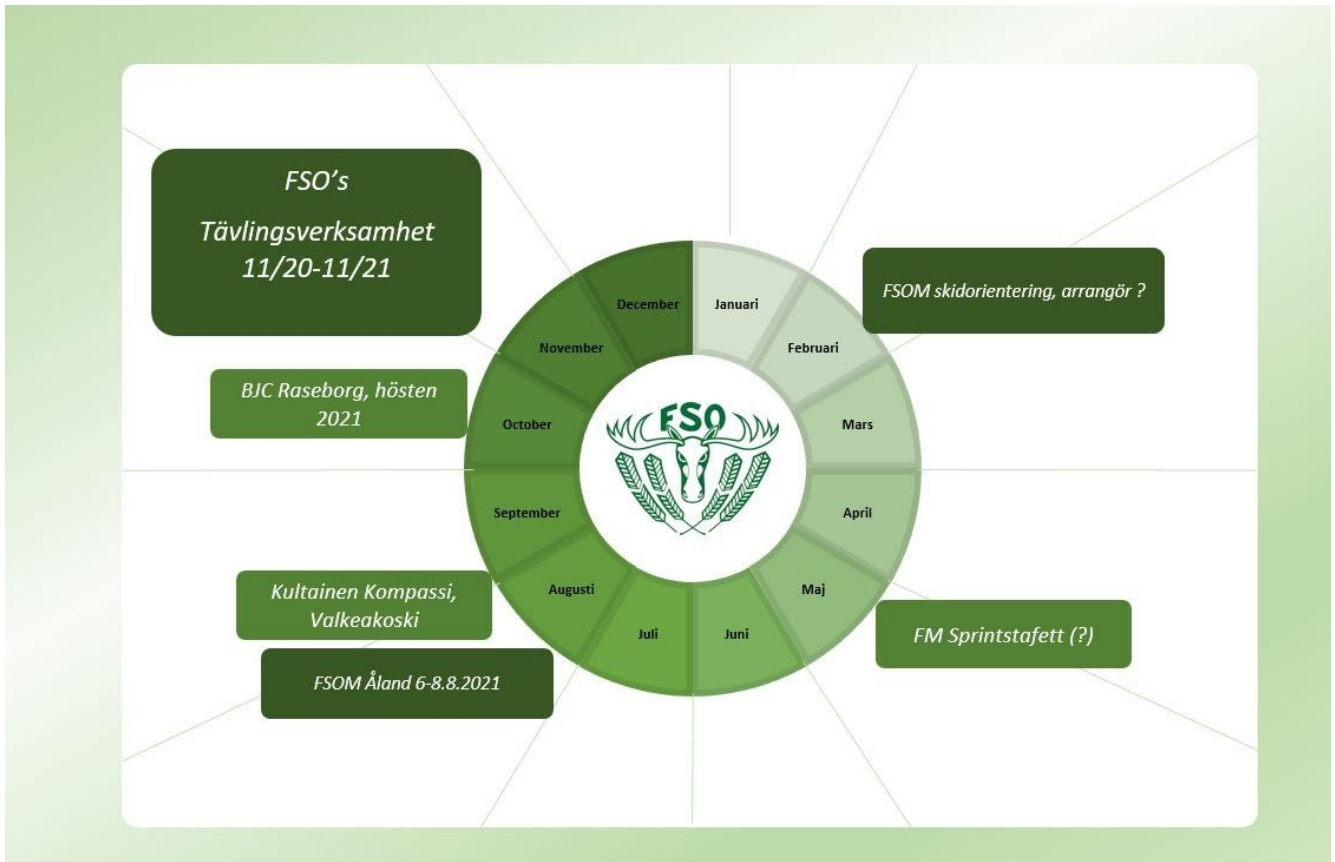 FSO’s
Tävlingsverksamhet
11/20-11/21
FSOM skidorientering, arrangör ?
December
Januari
November
Februari
BJC Raseborg, hösten
2021
October
Mars
FSO
September
April
Kultainen Kompassi,
Valkeakoski
Augusti
Maj
FM Sprintstafett (?)
Juli
Juni
FSOM Åland 6-8.8.2021